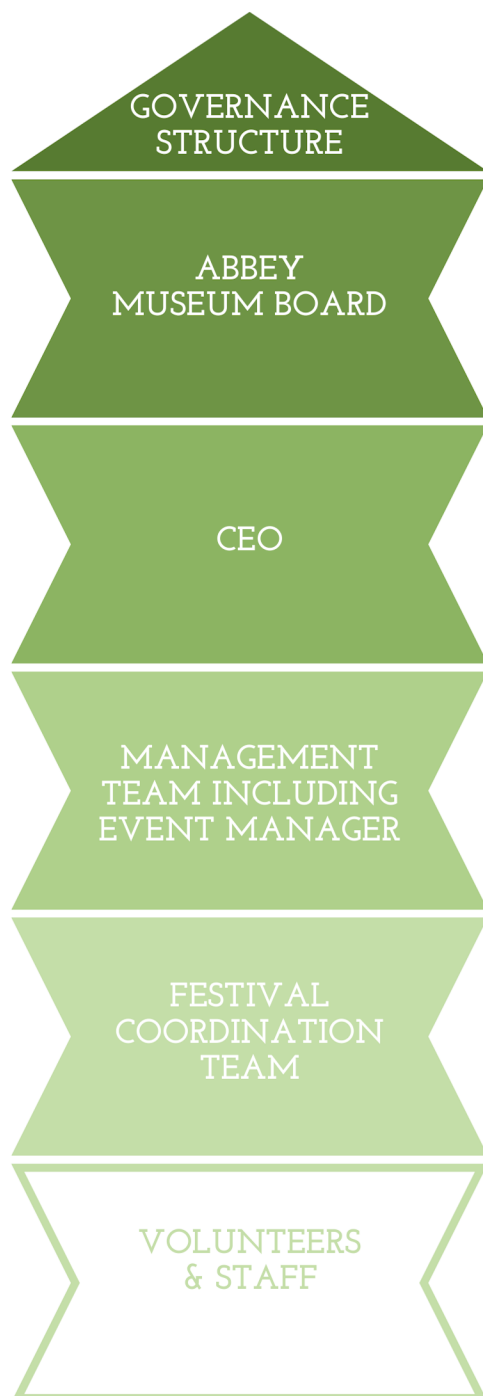 GOVERNANCE
STRUCTURE
ABBEY
MUSEUM BOARD
CEO
MANAGEMENT
TEAM INCLUDING
EVENT MANAGER
FESTIVAL
COORDINATION
TEAM
VOLUNTEERS
& STAFF